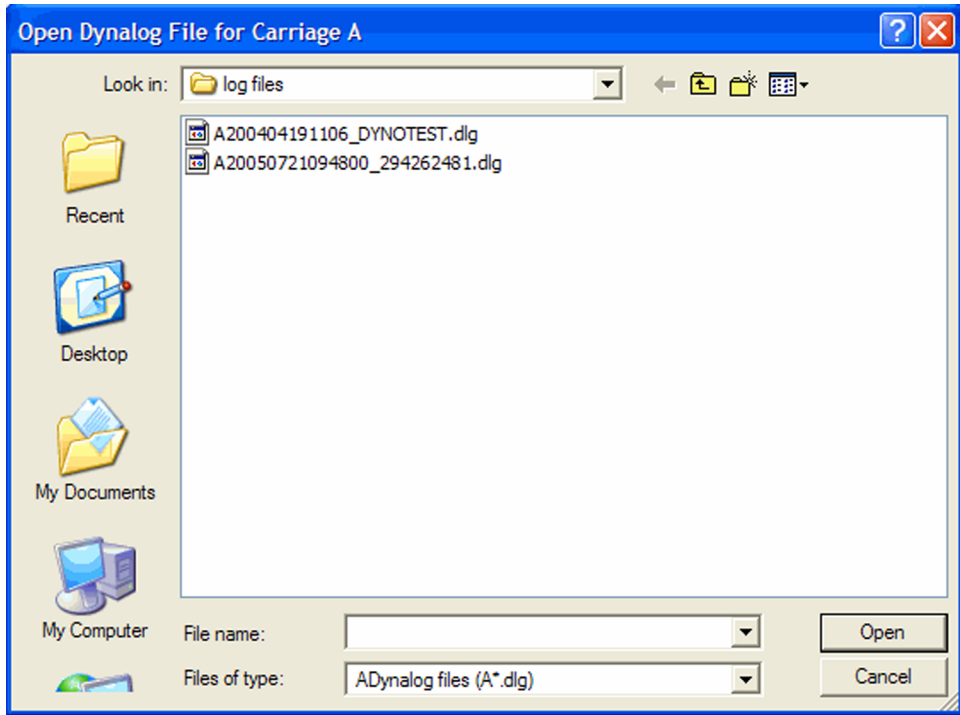 Open Dynalog File for Carriage A
Look in: log files
A200404191106_DYNOTEST.dlg
A20050721094800_294262481.dlg
Recent
Desktop
My Documents
My Computer
File name:
Open
Files of type: ADynalog files (A*.dlg)
Cancel